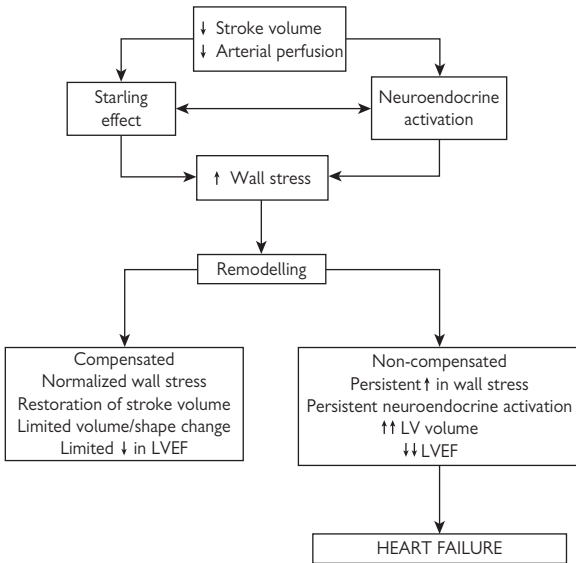 ↓ Stroke volume
↓ Arterial perfusion
Starling
effect
Neuroendocrine
activation
↑ Wall stress
Remodelling
Compensated
Normalized wall stress
Restoration of stroke volume
Limited volume/shape change
Limited ↓ in LVEF
Non-compensated
Persistent ↑ in wall stress
Persistent neuroendocrine activation
↑↑ LV volume
↓↓ LVEF
HEART FAILURE